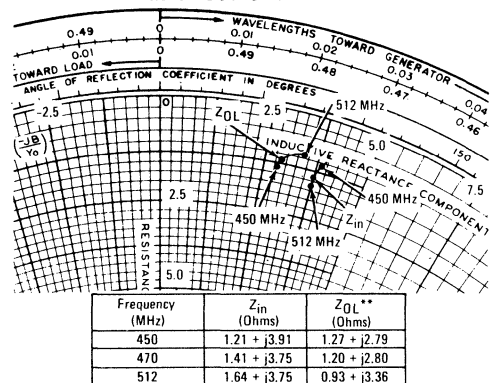 WAVELENGTHS TOWARD GENERATOR
0.49 0 0.01 0.02 0.03 0.04
0.01 0 0.49 0.48 0.47 0.46
TOWARD LOAD
ANGLE OF REFLECTION COEFFICIENT IN DEGREES
150
-2.5 0 2.5 5.0 7.5
ZOL
512 MHz
INDUCTIVE REACTANCE COMPONENT
-JB
Yo
2.5
450 MHz
450 MHz
Zin
512 MHz
5.0
Frequency (MHz) Zin (Ohms) ZOL** (Ohms)
450 1.21 + j3.91 1.27 + j2.79
470 1.41 + j3.75 1.20 + j2.80
512 1.64 + j3.75 0.93 + j3.36